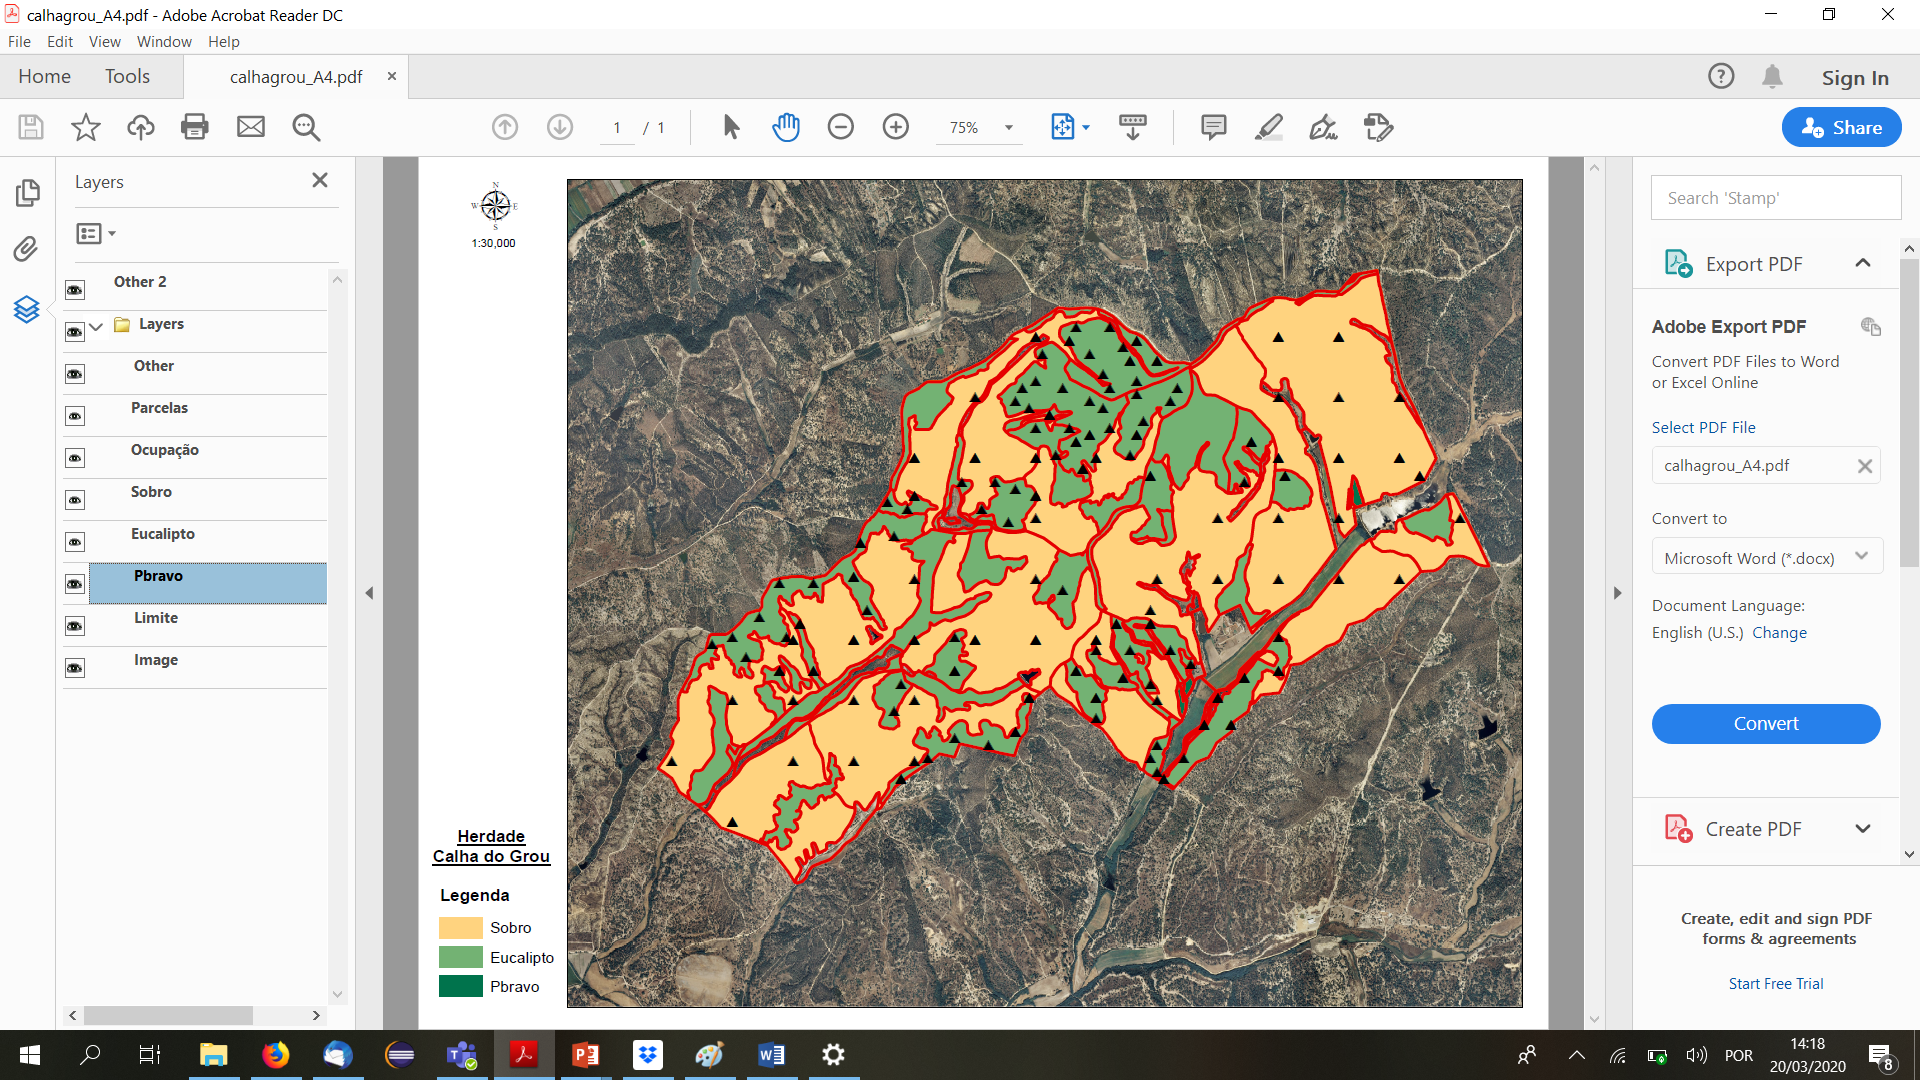 calhagrou_A4.pdf - Adobe Acrobat Reader DC
File Edit View Window Help
Home Tools calhagrou_A4.pdf Sign In
1 / 1 75% Share
Layers
Other 2
Layers
Other
Parcelas
Ocupação
Sobro
Eucalipto
Pbravo
Limite
Image
N
W E
S
1:30,000
Herdade
Calha do Grou
Legenda
Sobro
Eucalipto
Pbravo
Search 'Stamp'
Export PDF
Adobe Export PDF
Convert PDF Files to Word
or Excel Online
Select PDF File
calhagrou_A4.pdf
Convert to
Microsoft Word (*.docx)
Document Language:
English (U.S.) Change
Convert
Create PDF
Create, edit and sign PDF
forms & agreements
Start Free Trial
POR
14:18
20/03/2020
8